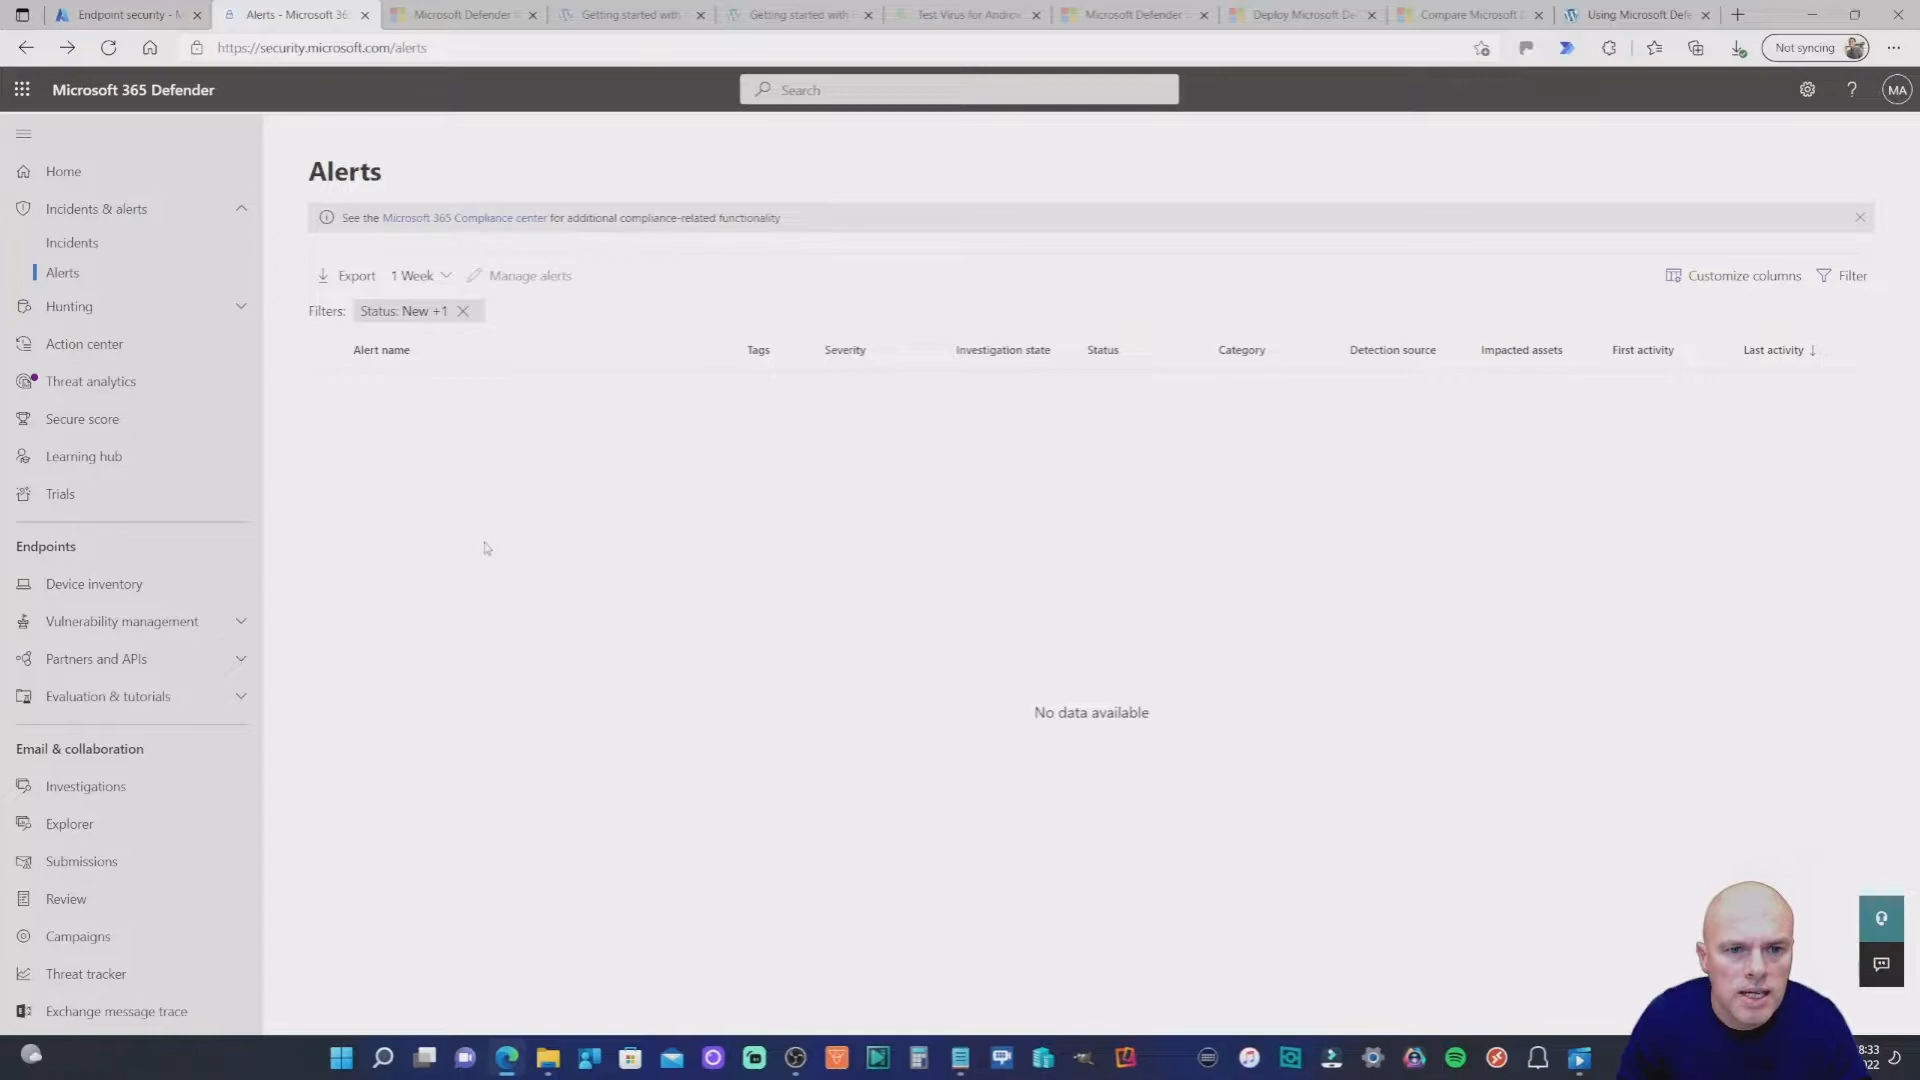 Endpoint security - M
Alerts - Microsoft 365
Microsoft Defender
Getting started with
Getting started with
Test Virus for Androi
Microsoft Defender
Deploy Microsoft De
Compare Microsoft D
Using Microsoft Defe
https://security.microsoft.com/alerts
Not syncing
Microsoft 365 Defender
Search
MA
Home
Incidents & alerts
Incidents
Alerts
Hunting
Action center
Threat analytics
Secure score
Learning hub
Trials
Endpoints
Device inventory
Vulnerability management
Partners and APIs
Evaluation & tutorials
Email & collaboration
Investigations
Explorer
Submissions
Review
Campaigns
Threat tracker
Exchange message trace
Alerts
See the Microsoft 365 Compliance center for additional compliance-related functionality
Export 1 Week Manage alerts
Customize columns Filter
Filters: Status: New +1
Alert name Tags Severity Investigation state Status Category Detection source Impacted assets First activity Last activity
No data available
8:33
022